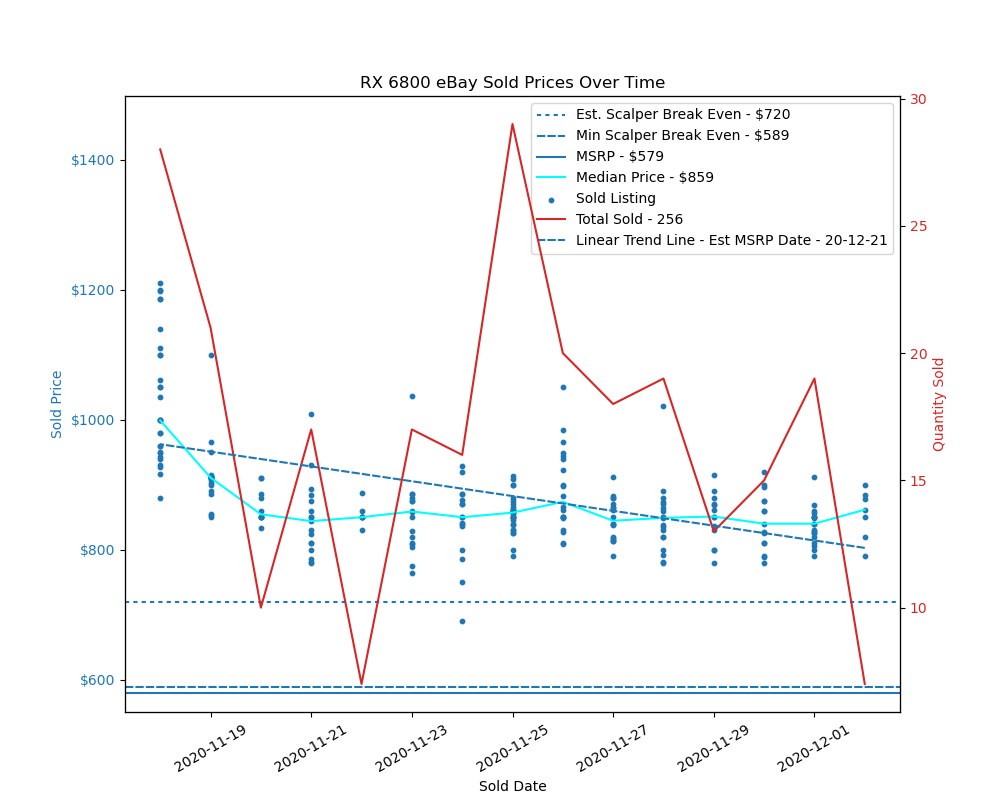 RX 6800 eBay Sold Prices Over Time
Est. Scalper Break Even - $720
Min Scalper Break Even - $589
MSRP - $579
Median Price - $859
Sold Listing
Total Sold - 256
Linear Trend Line - Est MSRP Date - 20-12-21
$1400
$1200
$1000
$800
$600
Sold Price
30
25
20
15
10
Quantity Sold
2020-11-19
2020-11-21
2020-11-23
2020-11-25
2020-11-27
2020-11-29
2020-12-01
Sold Date